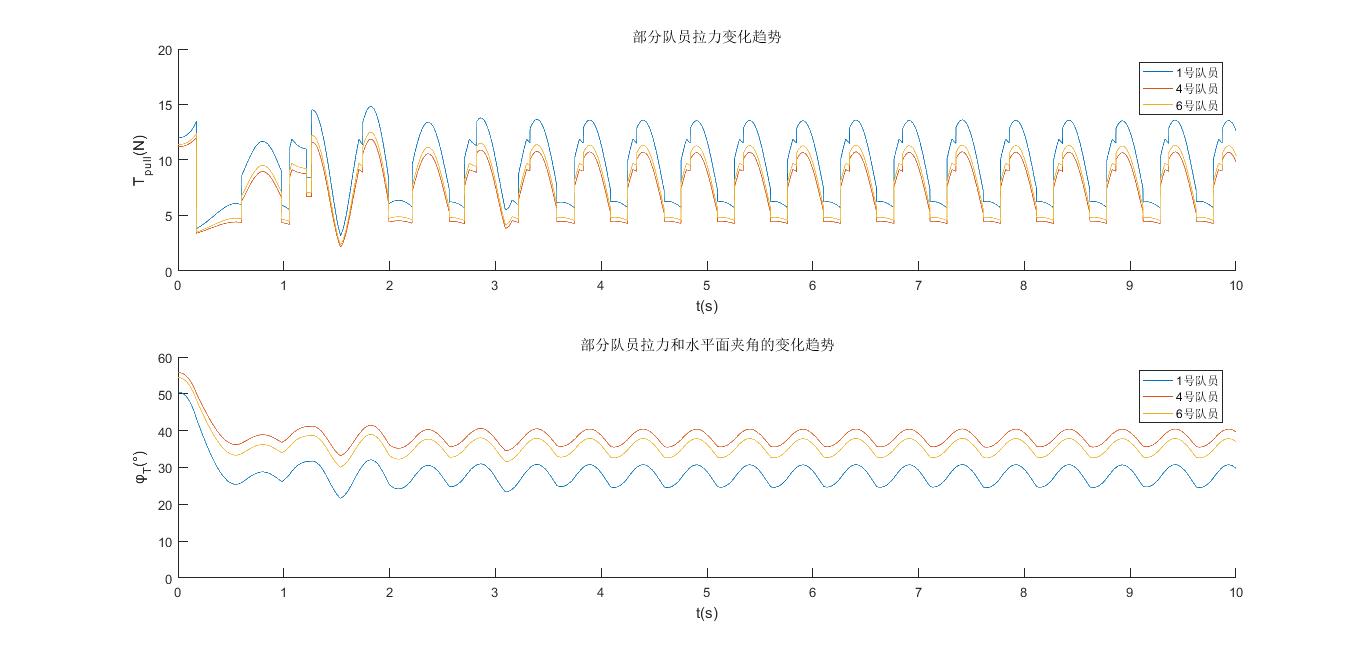 部分队员拉力变化趋势
20
15
10
5
0
T_pull(N)
1号队员
4号队员
6号队员
0 1 2 3 4 5 6 7 8 9 10
t(s)
部分队员拉力和水平面夹角的变化趋势
60
50
40
30
20
10
0
φ_T(°)
1号队员
4号队员
6号队员
0 1 2 3 4 5 6 7 8 9 10
t(s)